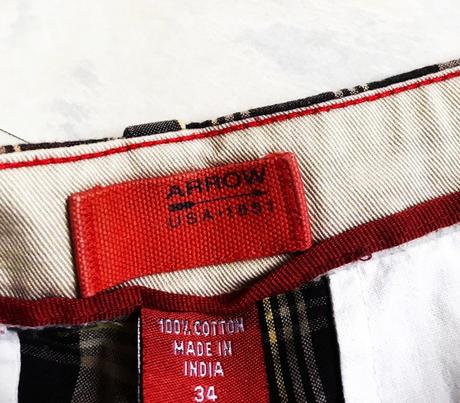 ARROW
USA·1851
100% COTTON
MADE IN
INDIA
34